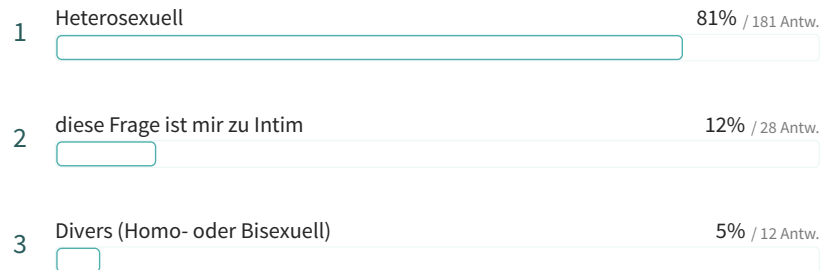 1 Heterosexuell 81% / 181 Antw.
2 diese Frage ist mir zu Intim 12% / 28 Antw.
3 Divers (Homo- oder Bisexuell) 5% / 12 Antw.